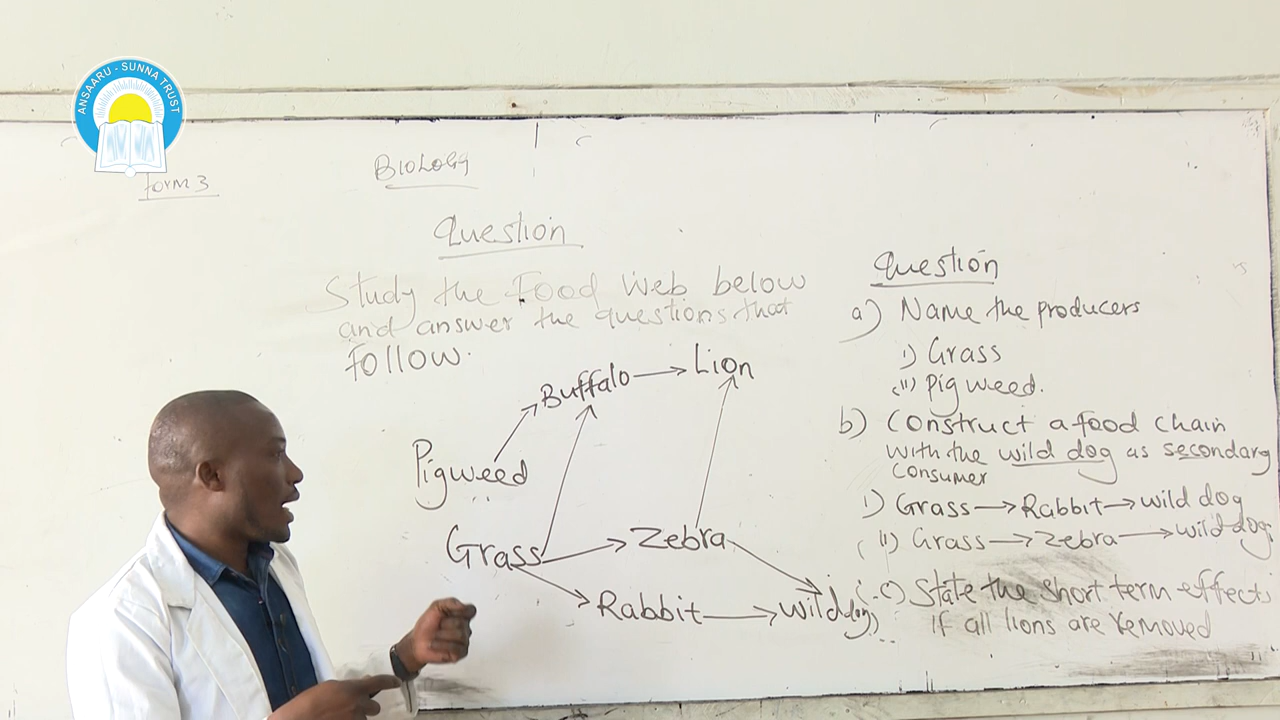 ANSAARU - SUNNA TRUST
Form 3
Biology
Question
Study the Food Web below
and answer the questions that
Follow.
Buffalo → Lion
Pigweed
Grass → Zebra
Rabbit → Wild dog
Question
a) Name the producers
i) Grass
(ii) Pigweed.
b) Construct a food chain
with the wild dog as secondary
consumer
i) Grass → Rabbit → wild dog
(ii) Grass → Zebra → wild dog
(c) State the short term effects
if all lions are removed